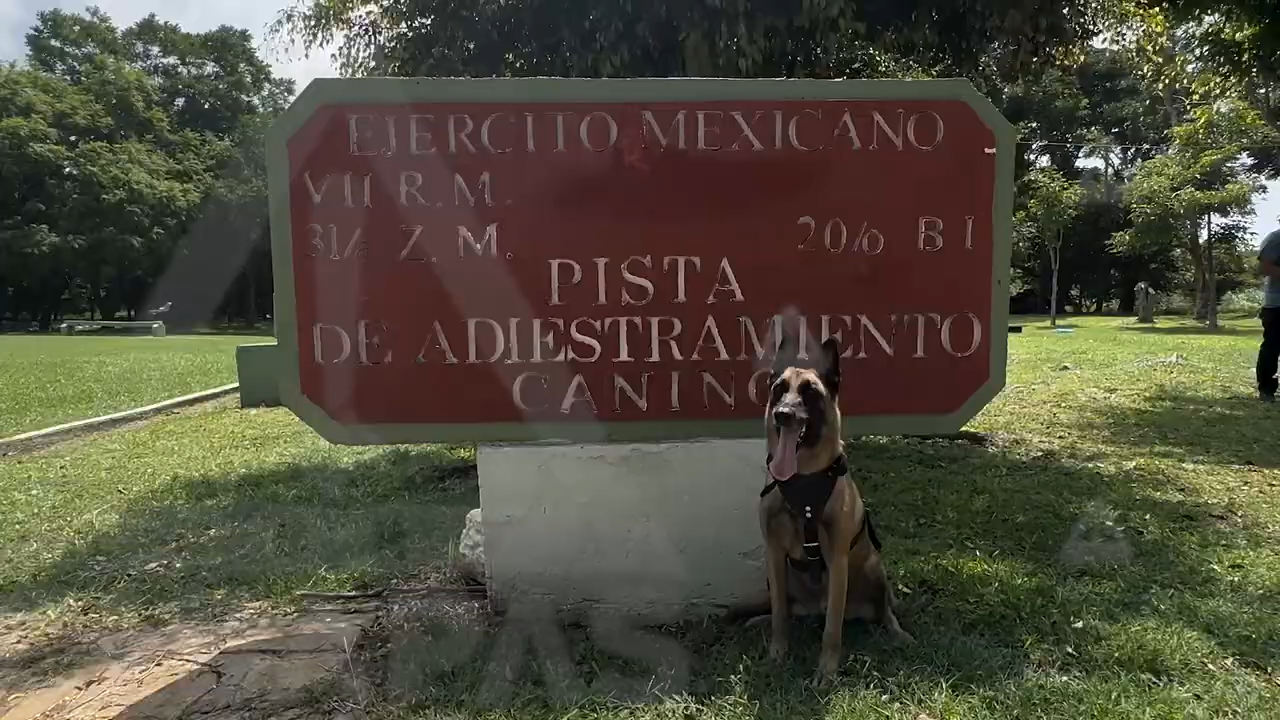 EJERCITO MEXICANO
VII R.M.
31/a Z. M. 20/o B I
PISTA
DE ADIESTRAMIENTO
CANINO